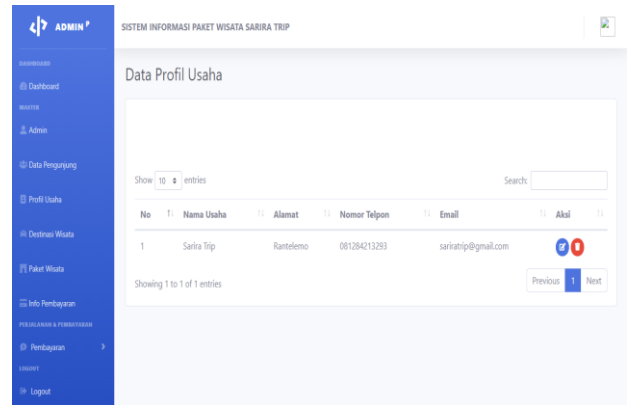 ADMIN P
SISTEM INFORMASI PAKET WISATA SARIRA TRIP
DASHBOARD
Dashboard
MASTER
Admin
Data Pengunjung
Profil Usaha
Destinasi Wisata
Paket Wisata
Info Pembayaran
PERJALANAN & PEMBAYARAN
Pembayaran
LOGOUT
Logout
Data Profil Usaha
Show 10 entries
Search:
No Nama Usaha Alamat Nomor Telpon Email Aksi
1 Sarira Trip Rantelemo 081284213293 sariratrip@gmail.com
Showing 1 to 1 of 1 entries
Previous 1 Next